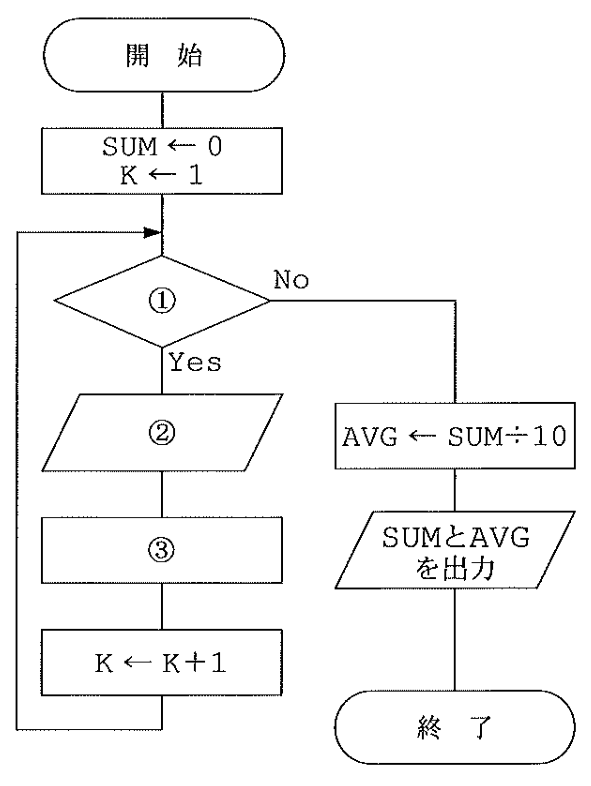 開 始
SUM ← 0
K ← 1
①
No
Yes
②
③
K ← K+1
AVG ← SUM÷10
SUMとAVG
を出力
終 了